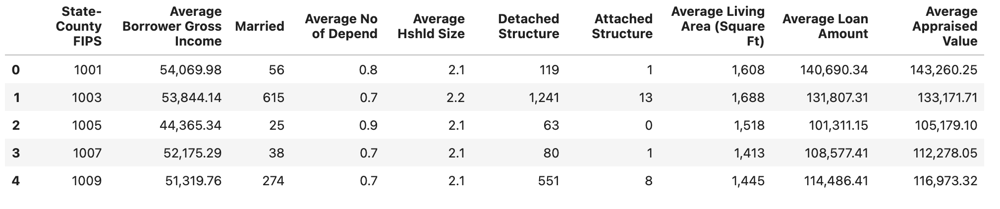 State-County FIPS Average Borrower Gross Income Married Average No of Depend Average Hshld Size Detached Structure Attached Structure Average Living Area (Square Ft) Average Loan Amount Average Appraised Value
0 1001 54,069.98 56 0.8 2.1 119 1 1,608 140,690.34 143,260.25
1 1003 53,844.14 615 0.7 2.2 1,241 13 1,688 131,807.31 133,171.71
2 1005 44,365.34 25 0.9 2.1 63 0 1,518 101,311.15 105,179.10
3 1007 52,175.29 38 0.7 2.1 80 1 1,413 108,577.41 112,278.05
4 1009 51,319.76 274 0.7 2.1 551 8 1,445 114,486.41 116,973.32